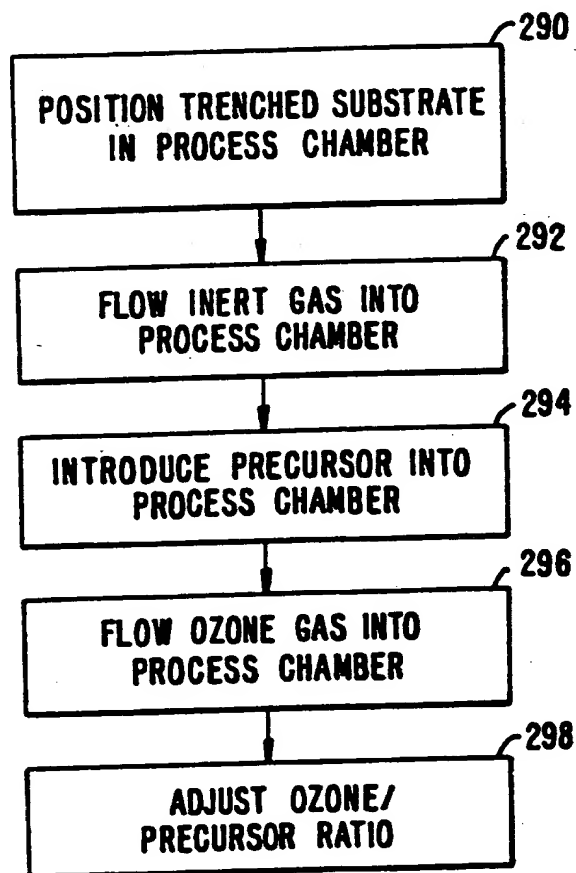 290
POSITION TRENCHED SUBSTRATE
IN PROCESS CHAMBER
292
FLOW INERT GAS INTO
PROCESS CHAMBER
294
INTRODUCE PRECURSOR INTO
PROCESS CHAMBER
296
FLOW OZONE GAS INTO
PROCESS CHAMBER
298
ADJUST OZONE/
PRECURSOR RATIO